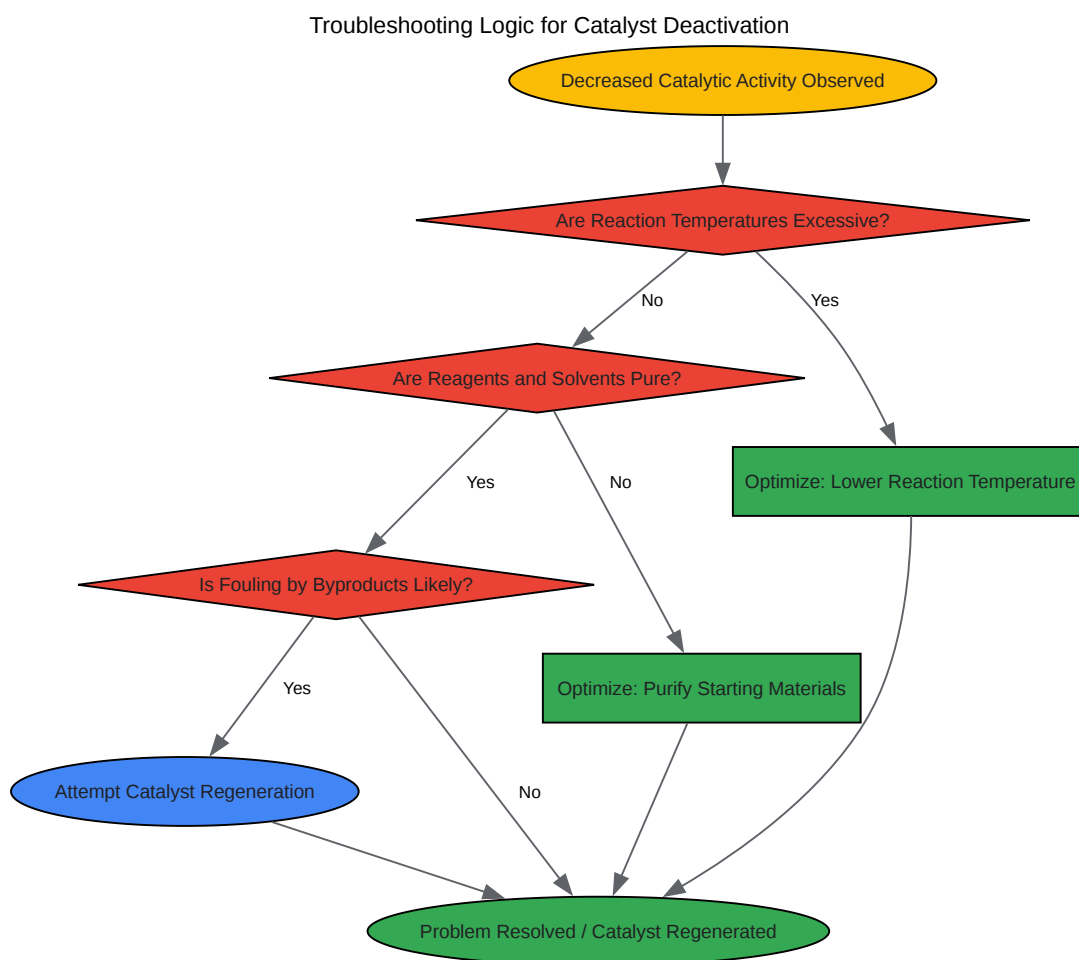 Troubleshooting Logic for Catalyst Deactivation
Decreased Catalytic Activity Observed
Are Reaction Temperatures Excessive?
No
Yes
Are Reagents and Solvents Pure?
Yes
No
Optimize: Lower Reaction Temperature
Is Fouling by Byproducts Likely?
Yes
Optimize: Purify Starting Materials
Attempt Catalyst Regeneration
No
Problem Resolved / Catalyst Regenerated